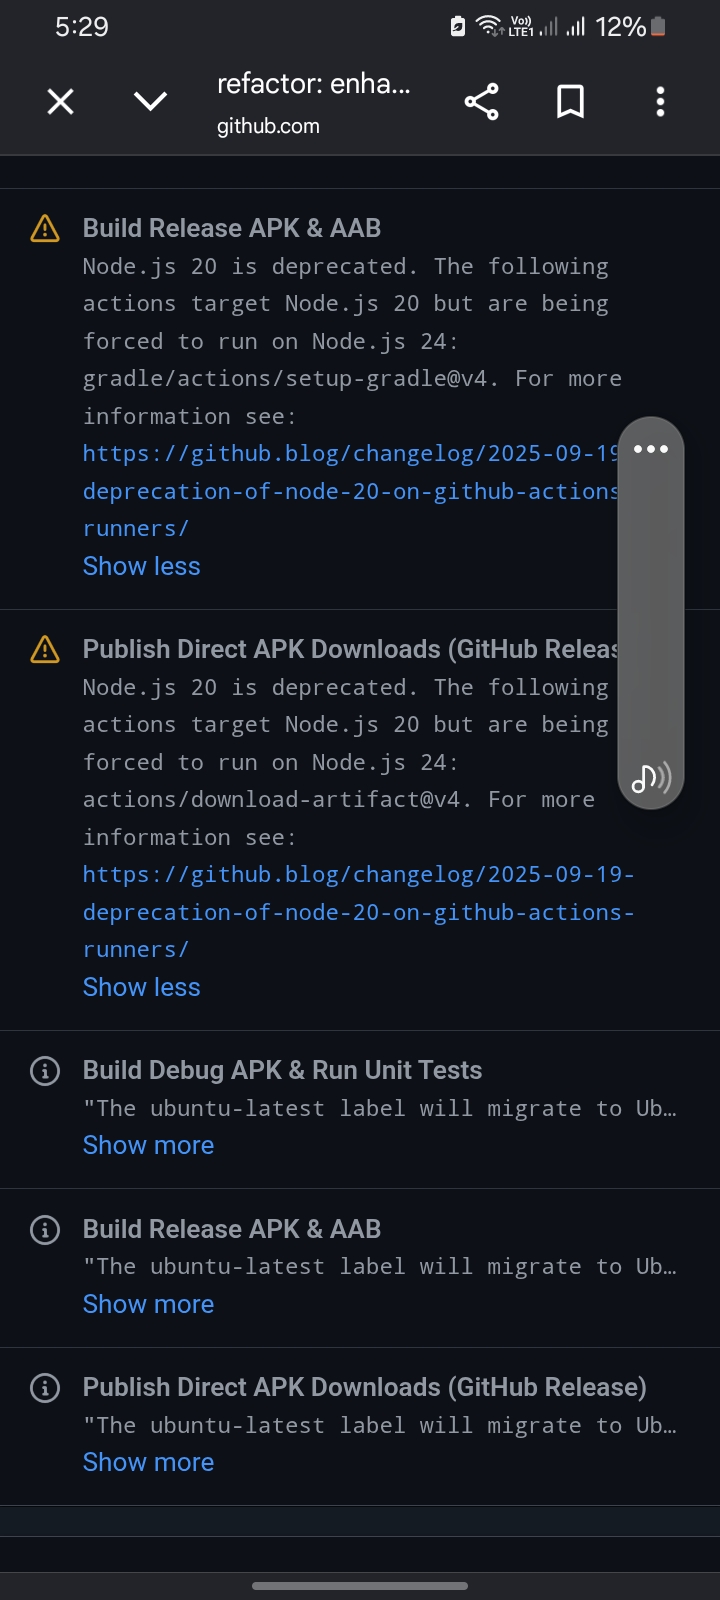 5:29
Vo)) LTE1 12%
refactor: enha...
github.com
Build Release APK & AAB
Node.js 20 is deprecated. The following
actions target Node.js 20 but are being
forced to run on Node.js 24:
gradle/actions/setup-gradle@v4. For more
information see:
https://github.blog/changelog/2025-09-19
deprecation-of-node-20-on-github-actions
runners/
Show less
Publish Direct APK Downloads (GitHub Releas
Node.js 20 is deprecated. The following
actions target Node.js 20 but are being
forced to run on Node.js 24:
actions/download-artifact@v4. For more
information see:
https://github.blog/changelog/2025-09-19-
deprecation-of-node-20-on-github-actions-
runners/
Show less
Build Debug APK & Run Unit Tests
"The ubuntu-latest label will migrate to Ub…
Show more
Build Release APK & AAB
"The ubuntu-latest label will migrate to Ub…
Show more
Publish Direct APK Downloads (GitHub Release)
"The ubuntu-latest label will migrate to Ub…
Show more